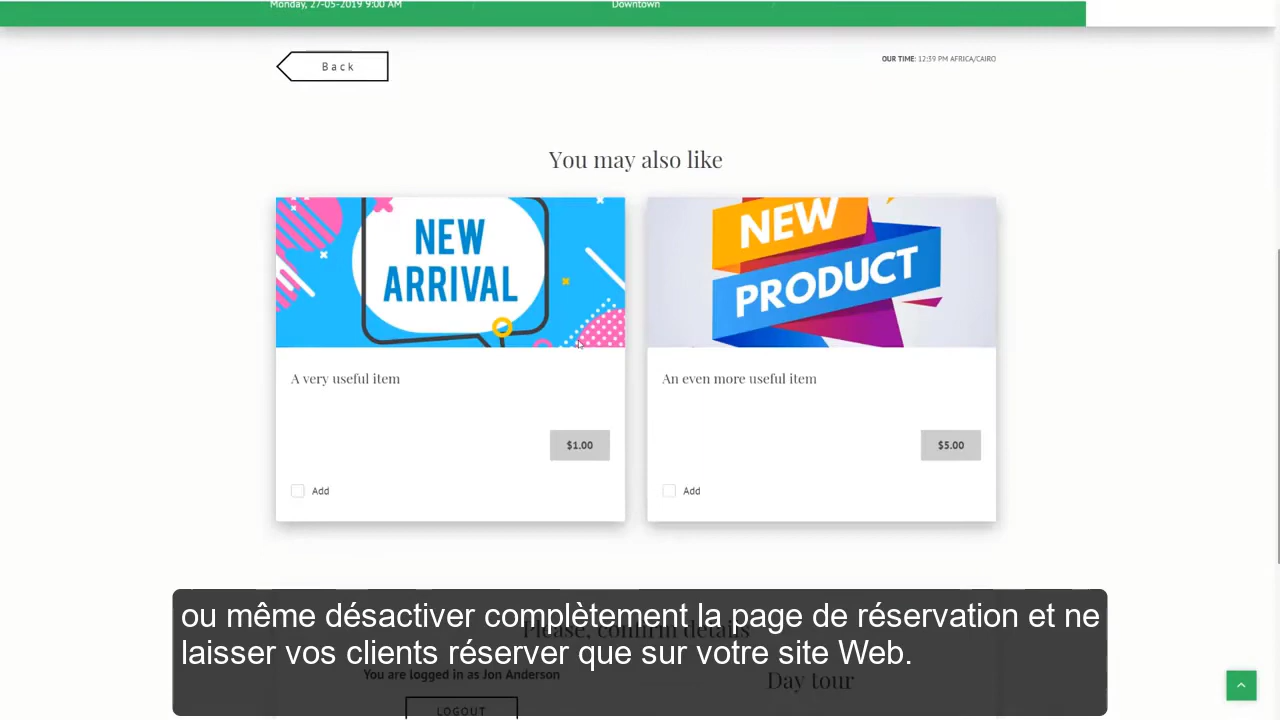 Monday, 27-05-2019 9:00 AM
Downtown
Back
OUR TIME: 12:39 PM AFRICA/CAIRO
You may also like
NEW
ARRIVAL
NEW
PRODUCT
A very useful item
An even more useful item
$1.00
$5.00
Add
Add
ou même désactiver complètement la page de réservation et ne
laisser vos clients réserver que sur votre site Web.
Please, confirm details
You are logged in as Jon Anderson
Day tour
LOGOUT